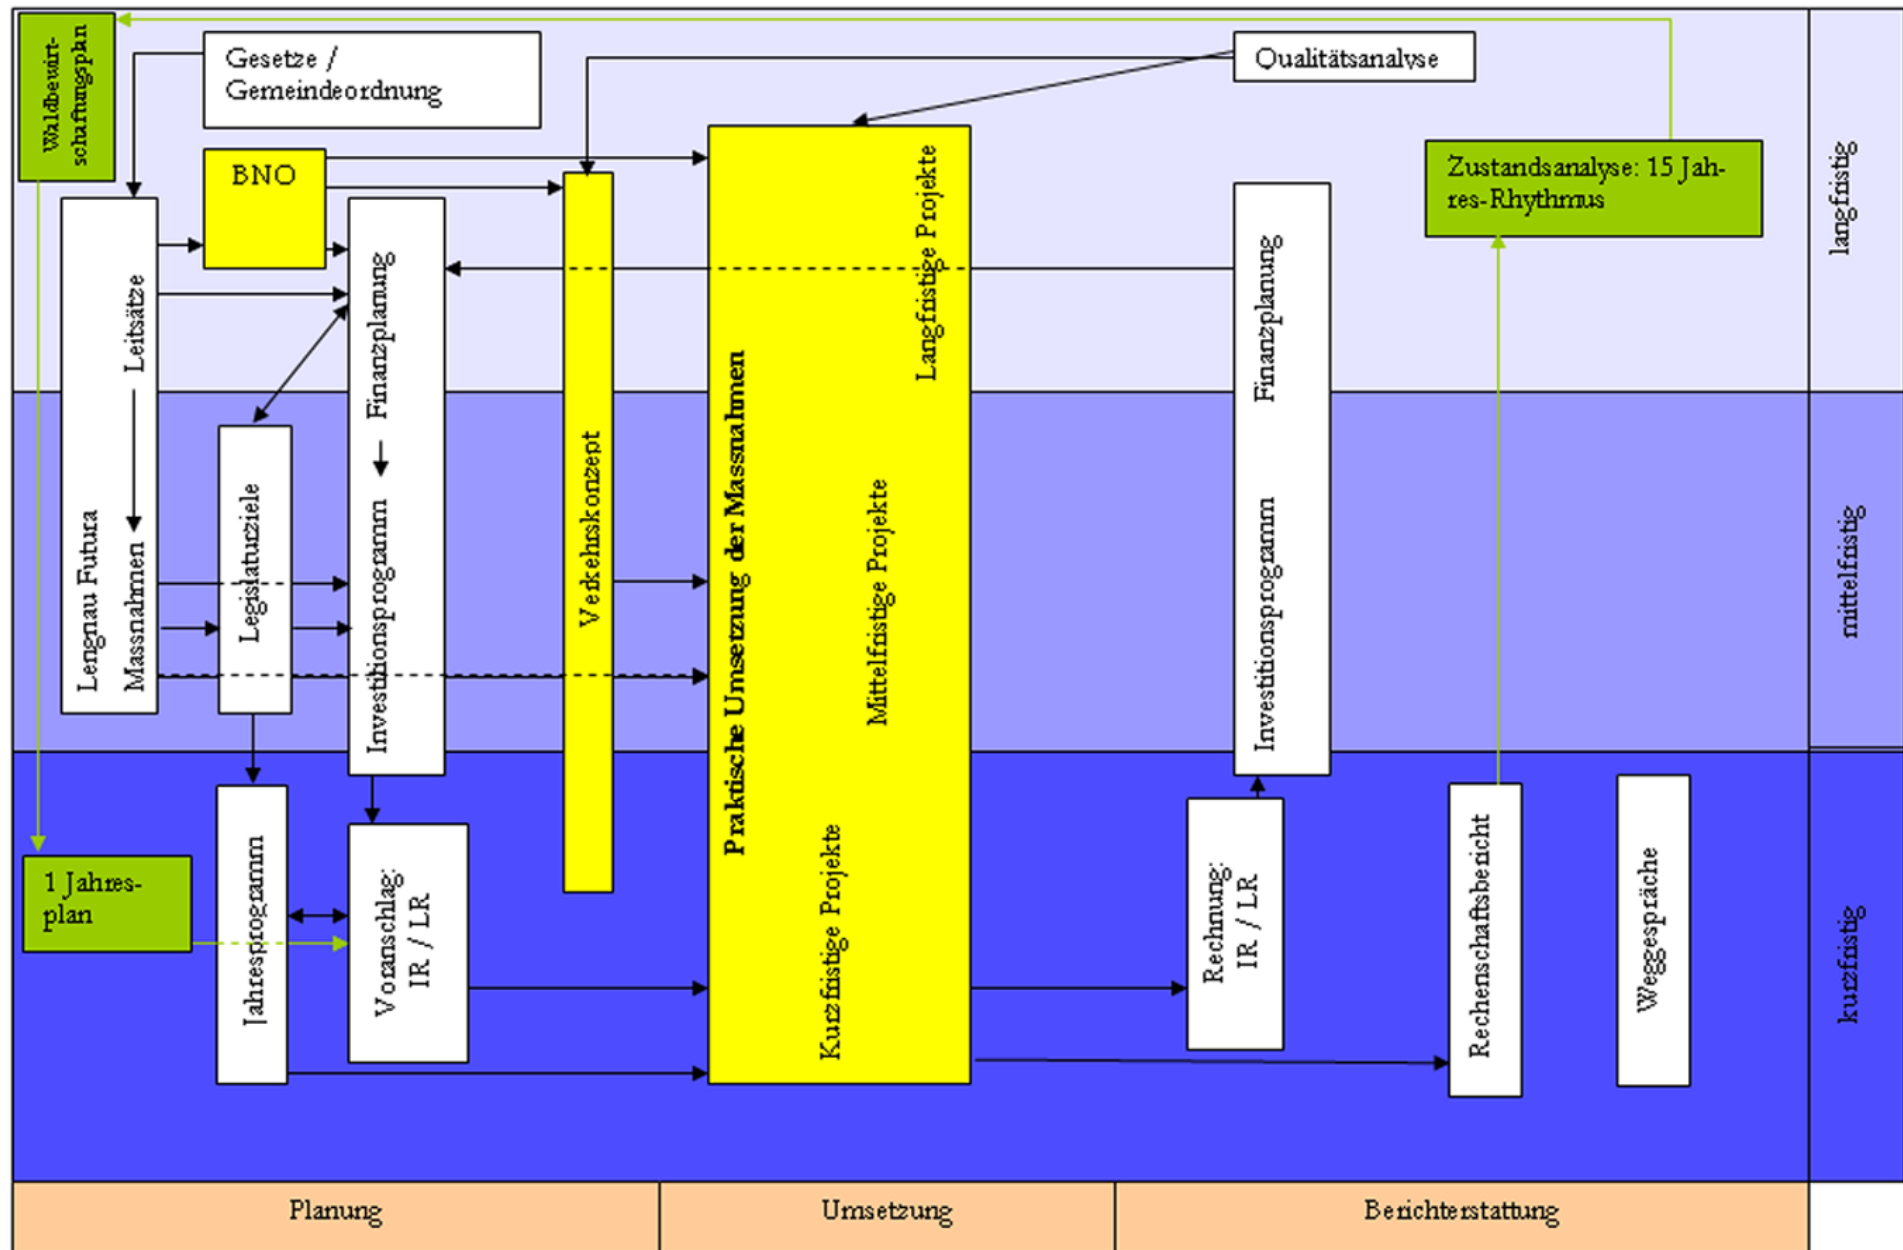 Waldbewirt-
schaftungspln
Gesetze /
Gemeindeordnung
Qualitätsanalyse
BNO
Zustandsanalyse: 15 Jah-
res-Rhythmus
langfristig
Lengnau Futura
Massnahmen
Leitsätze
Legislaturziele
Investitionsprogramm
Finanzplanung
Verkehrskonzept
Praktische Umsetzung der Massnahmen
Langfristige Projekte
Mittelfristige Projekte
Kurzfristige Projekte
Investitionsprogramm
Finanzplanung
mittelfristig
1 Jahres-
plan
Jahresprogramm
Voranschlag:
IR / LR
Rechnung:
IR / LR
Rechenschaftsbericht
Weggespräche
kurzfristig
Planung
Umsetzung
Berichterstattung